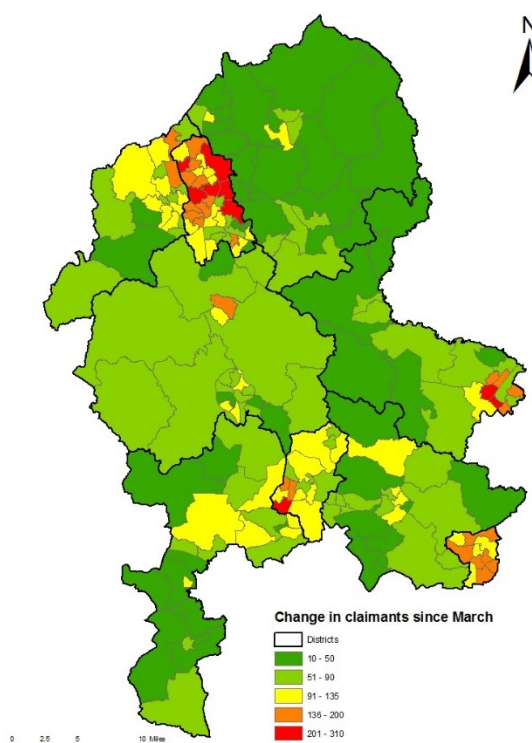 N
Change in claimants since March
Districts
10 - 50
51 - 90
91 - 135
136 - 200
201 - 310
0 2.5 5 10 Miles